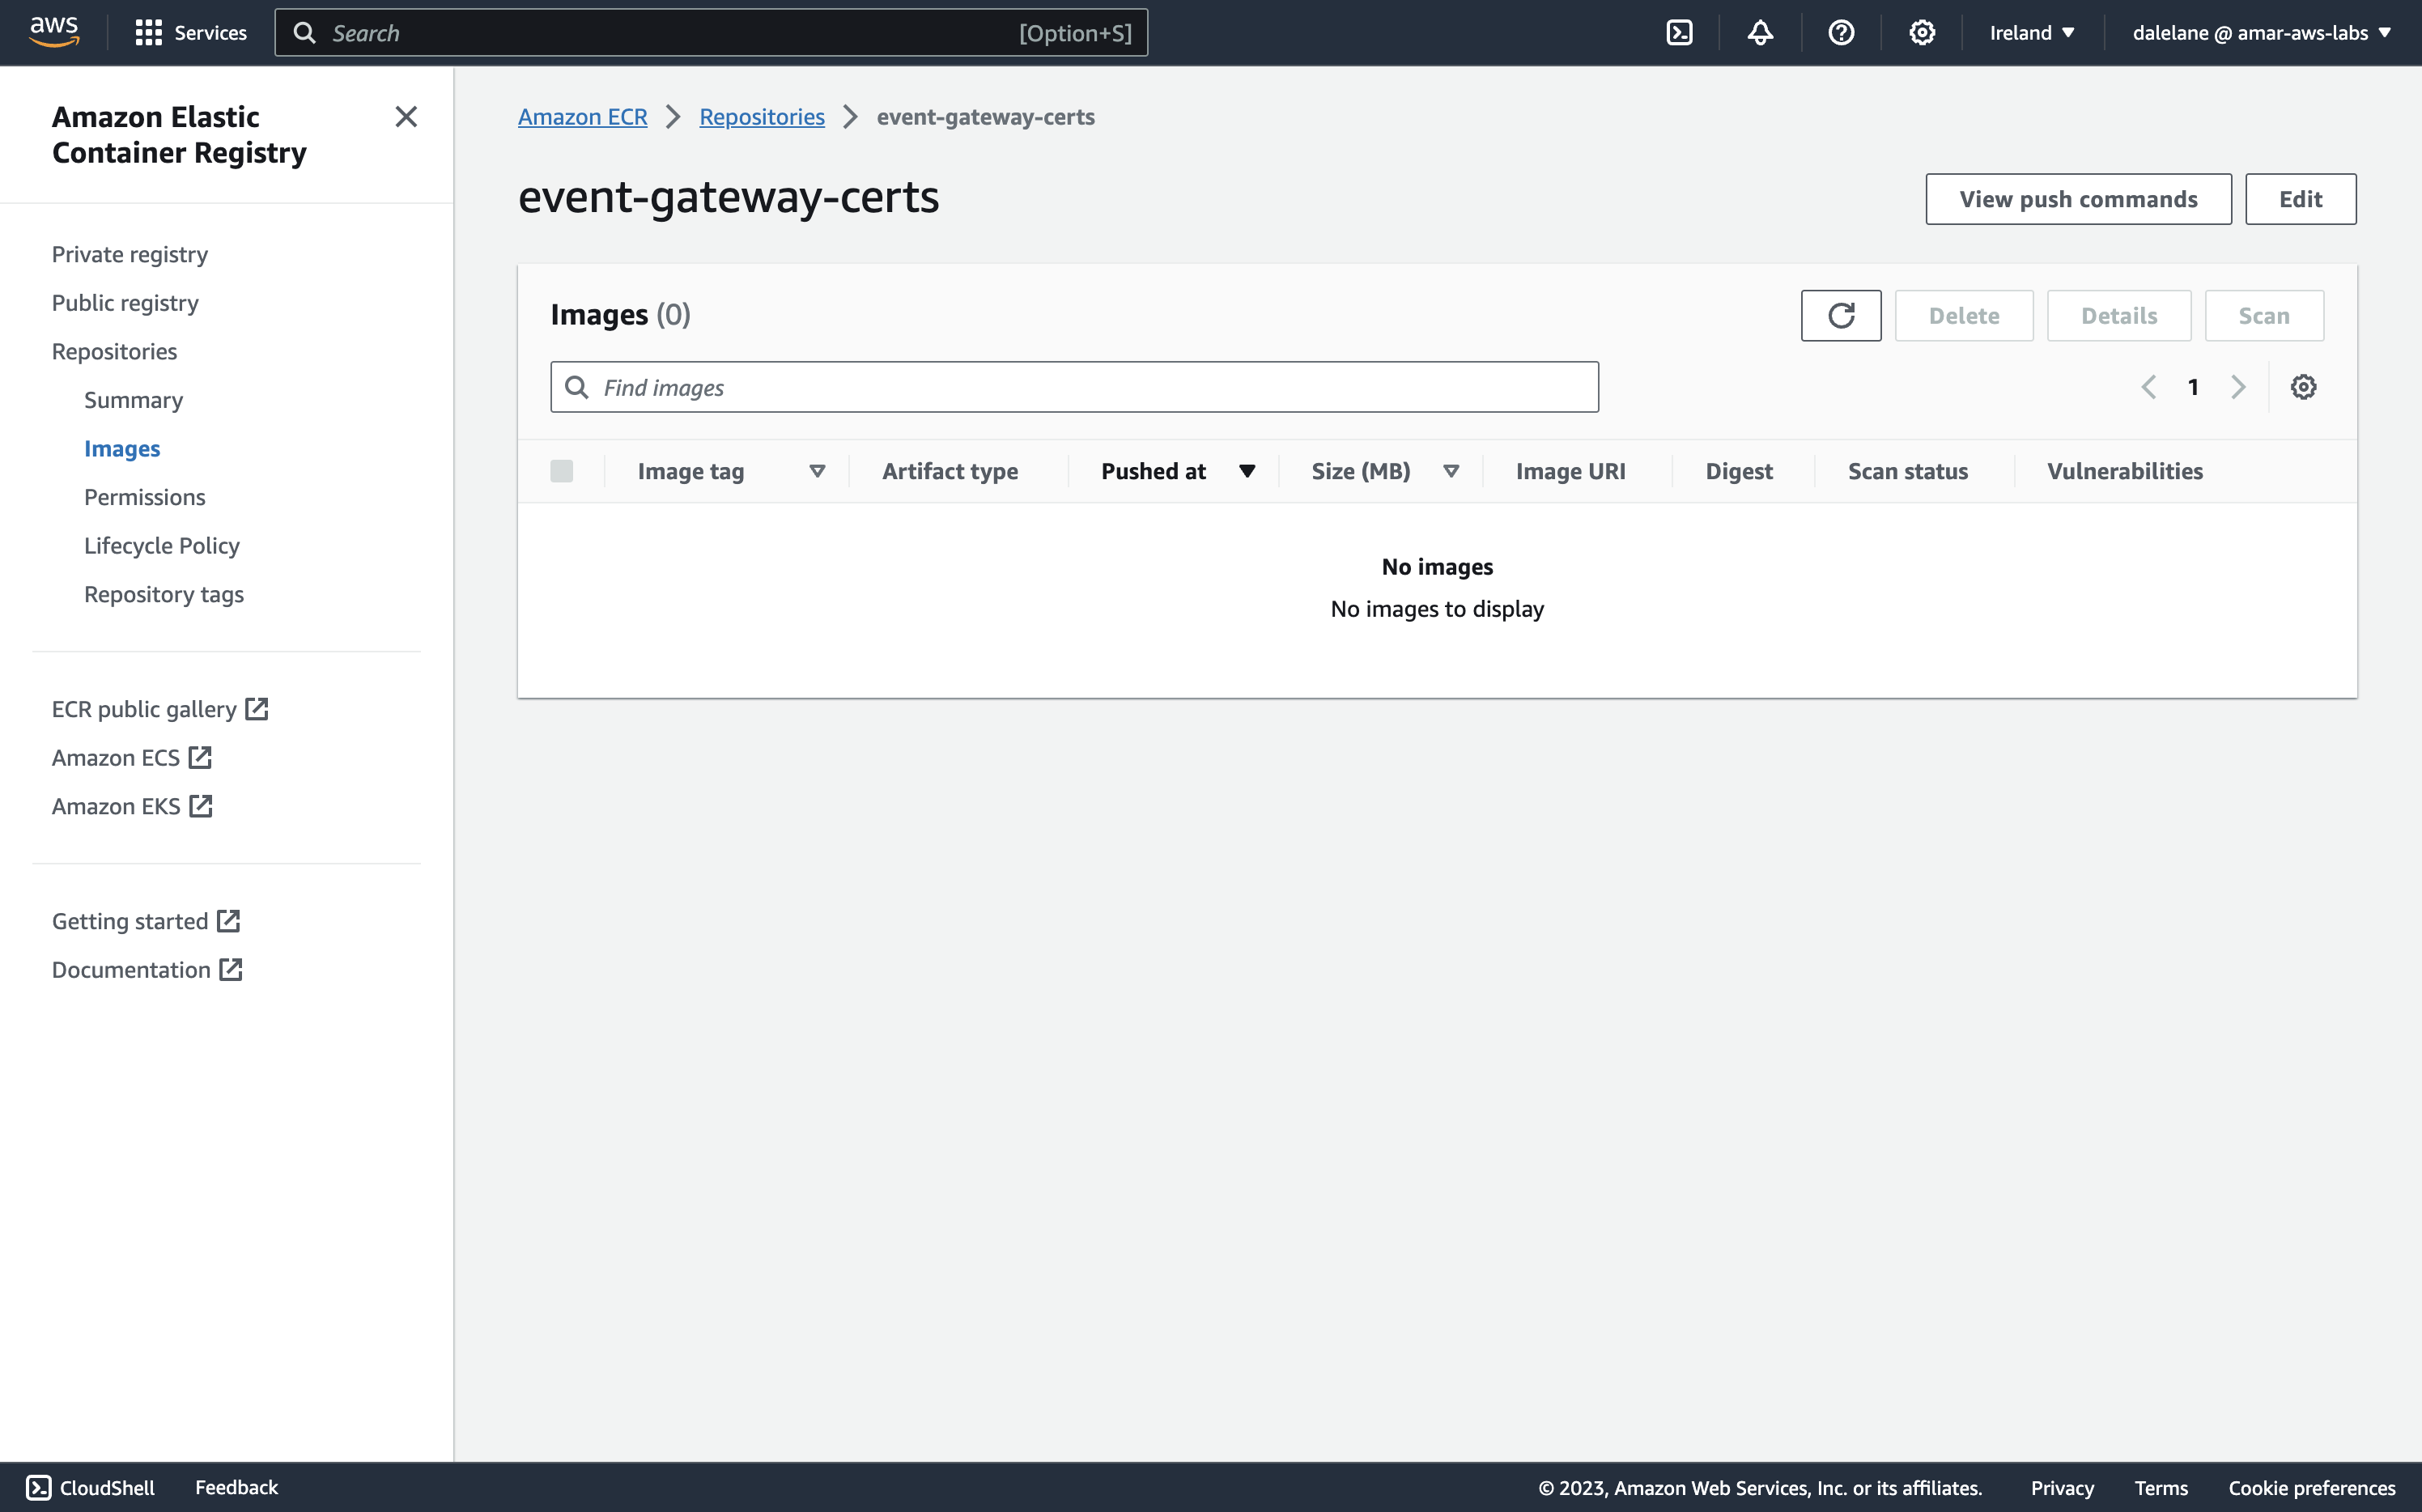 aws
Services
Search
[Option+S]
Ireland
dalelane @ amar-aws-labs
Amazon Elastic
Container Registry
Private registry
Public registry
Repositories
Summary
Images
Permissions
Lifecycle Policy
Repository tags
ECR public gallery
Amazon ECS
Amazon EKS
Getting started
Documentation
Amazon ECR
Repositories
event-gateway-certs
event-gateway-certs
View push commands
Edit
Images (0)
Delete
Details
Scan
Find images
1
Image tag
Artifact type
Pushed at
Size (MB)
Image URI
Digest
Scan status
Vulnerabilities
No images
No images to display
CloudShell
Feedback
© 2023, Amazon Web Services, Inc. or its affiliates.
Privacy
Terms
Cookie preferences